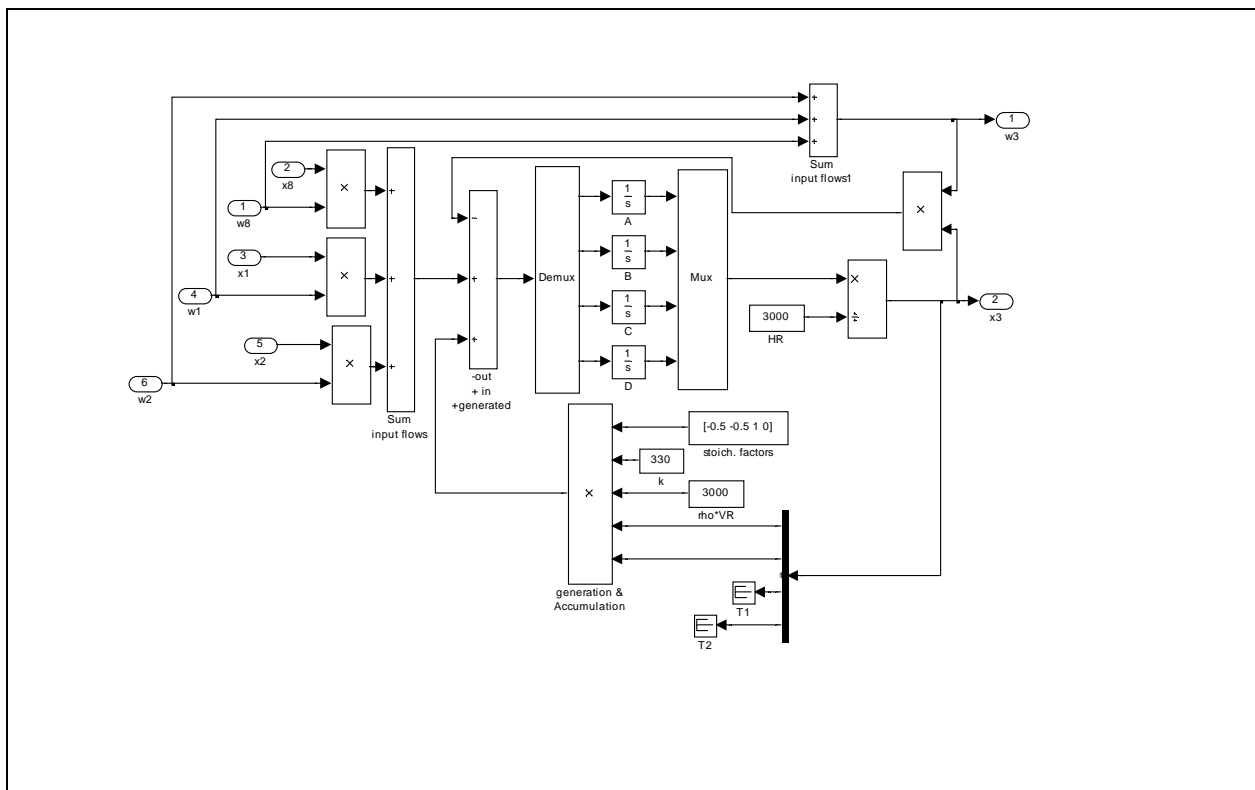 +
+
+
Sum
input flows1
1
w3
2
x8
×
+
1
w8
3
x1
×
+
4
w1
5
x2
×
+
6
w2
Sum
input flows
−
+
+
-out
+ in
+generated
Demux
1
s
A
1
s
B
1
s
C
1
s
D
Mux
×
×
÷
3000
HR
2
x3
[-0.5 -0.5 1 0]
stoich. factors
330
k
3000
rho*VR
×
generation &
Accumulation
T1
T2